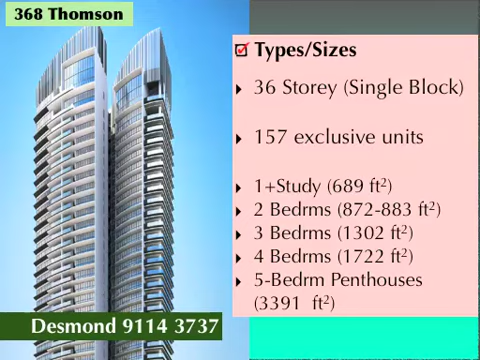 368 Thomson
Types/Sizes
36 Storey (Single Block)
157 exclusive units
1+Study (689 ft²)
2 Bedrms (872-883 ft²)
3 Bedrms (1302 ft²)
4 Bedrms (1722 ft²)
5-Bedrm Penthouses
(3391 ft²)
Desmond 9114 3737